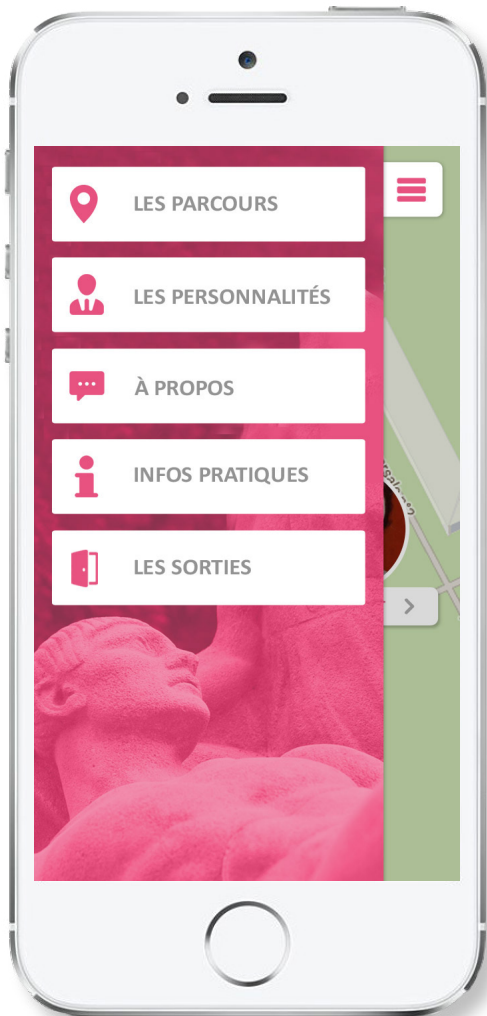 LES PARCOURS
LES PERSONNALITÉS
À PROPOS
INFOS PRATIQUES
LES SORTIES